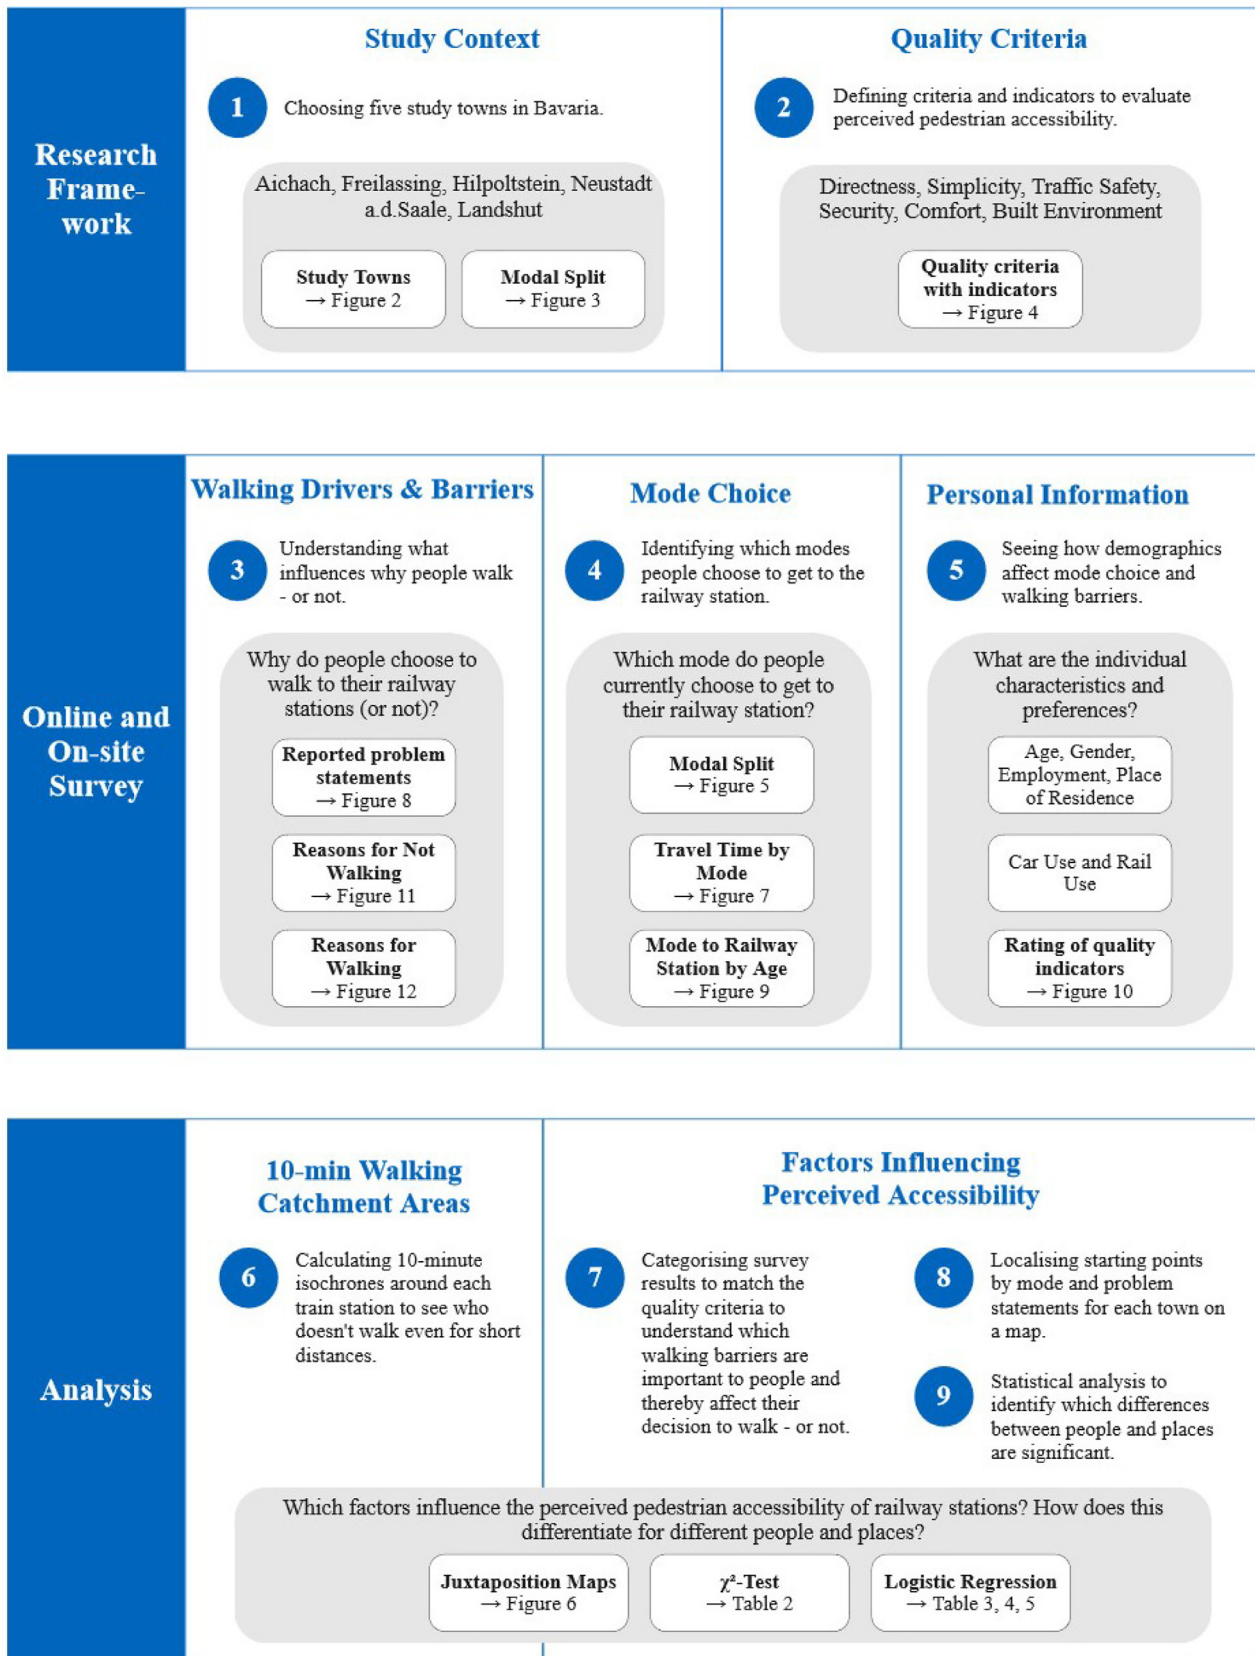 Research
Frame-
work
Study Context
1
Choosing five study towns in Bavaria.
Aichach, Freilassing, Hilpoltstein, Neustadt
a.d.Saale, Landshut
Study Towns
→ Figure 2
Modal Split
→ Figure 3
Quality Criteria
2
Defining criteria and indicators to evaluate
perceived pedestrian accessibility.
Directness, Simplicity, Traffic Safety,
Security, Comfort, Built Environment
Quality criteria
with indicators
→ Figure 4
Online and
On-site
Survey
Walking Drivers & Barriers
3
Understanding what
influences why people walk
- or not.
Why do people choose to
walk to their railway
stations (or not)?
Reported problem
statements
→ Figure 8
Reasons for Not
Walking
→ Figure 11
Reasons for
Walking
→ Figure 12
Mode Choice
4
Identifying which modes
people choose to get to the
railway station.
Which mode do people
currently choose to get to
their railway station?
Modal Split
→ Figure 5
Travel Time by
Mode
→ Figure 7
Mode to Railway
Station by Age
→ Figure 9
Personal Information
5
Seeing how demographics
affect mode choice and
walking barriers.
What are the individual
characteristics and
preferences?
Age, Gender,
Employment, Place
of Residence
Car Use and Rail
Use
Rating of quality
indicators
→ Figure 10
Analysis
10-min Walking
Catchment Areas
6
Calculating 10-minute
isochrones around each
train station to see who
doesn't walk even for short
distances.
Factors Influencing
Perceived Accessibility
7
Categorising survey
results to match the
quality criteria to
understand which
walking barriers are
important to people and
thereby affect their
decision to walk - or not.
8
Localising starting points
by mode and problem
statements for each town on
a map.
9
Statistical analysis to
identify which differences
between people and places
are significant.
Which factors influence the perceived pedestrian accessibility of railway stations? How does this
differentiate for different people and places?
Juxtaposition Maps
→ Figure 6
χ²-Test
→ Table 2
Logistic Regression
→ Table 3, 4, 5